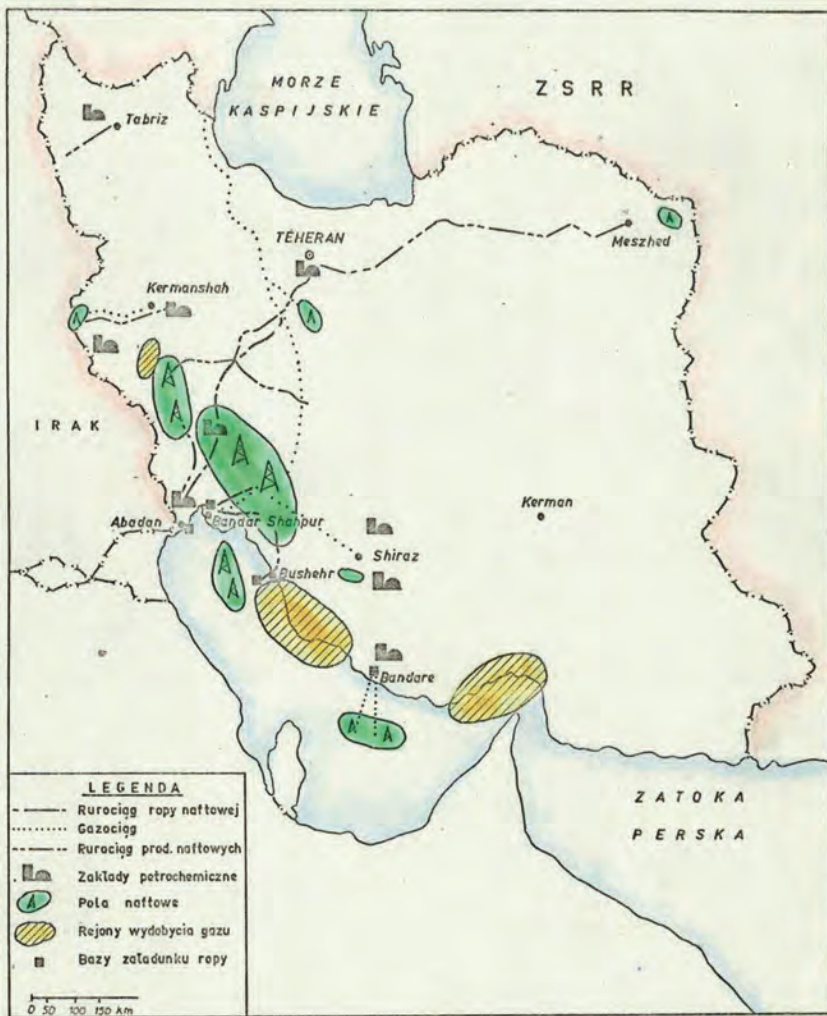 MORZE
KASPIJSKIE
ZSRR
Tabriz
TEHERAN
Meszhed
Kermanshah
IRAK
Kerman
Abadan
Bandar Shahpur
Shiraz
Bushehr
Bandare
ZATOKA
PERSKA
LEGENDA
Rurociąg ropy naftowej
Gazociąg
Rurociąg prod. naftowych
Zakłady petrochemiczne
Pola naftowe
Rejony wydobycia gazu
Bazy załadunku ropy
0 50 100 150 km